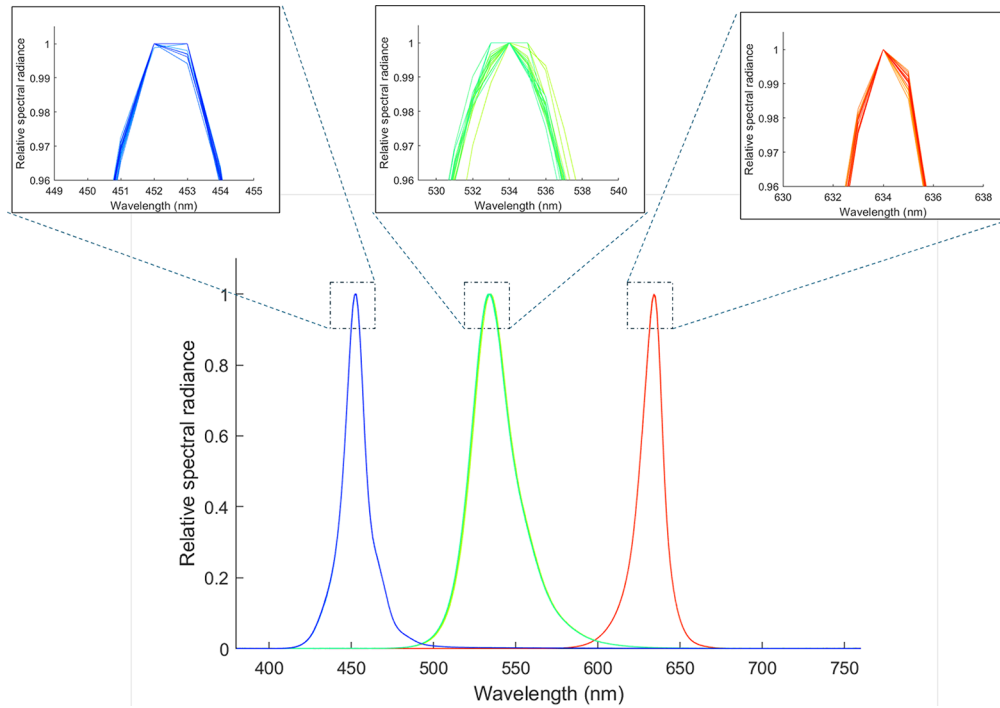 Relative spectral radiance
1
0.99
0.98
0.97
0.96
449 450 451 452 453 454 455
Wavelength (nm)
Relative spectral radiance
1
0.99
0.98
0.97
0.96
530 532 534 536 538 540
Wavelength (nm)
Relative spectral radiance
1
0.99
0.98
0.97
0.96
630 632 634 636 638
Wavelength (nm)
Relative spectral radiance
1
0.8
0.6
0.4
0.2
0
400 450 500 550 600 650 700 750
Wavelength (nm)